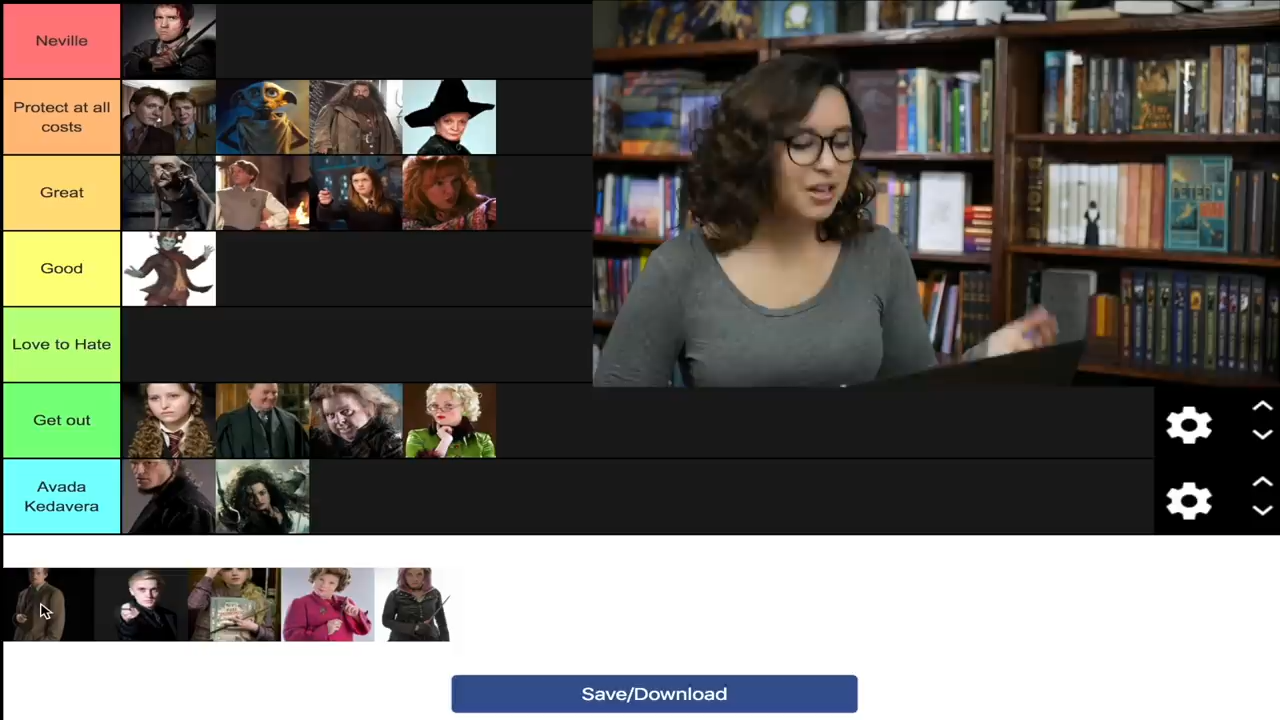 Neville
Protect at all
costs
Great
Good
Love to Hate
Get out
Avada
Kedavera
Save/Download